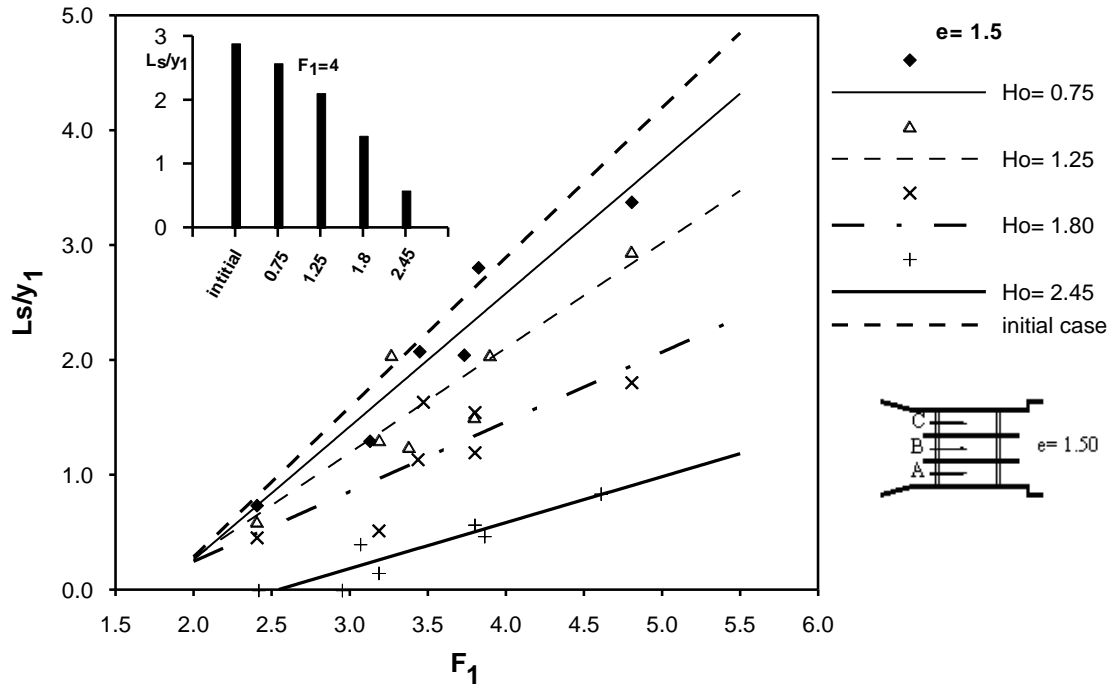 5.0
4.0
3.0
2.0
1.0
0.0
Ls/y1
1.5 2.0 2.5 3.0 3.5 4.0 4.5 5.0 5.5 6.0
F1
3
2
1
0
Ls/y1
F1=4
intitial 0.75 1.25 1.8 2.45
e= 1.5
Ho= 0.75
Ho= 1.25
Ho= 1.80
Ho= 2.45
initial case
C
B
A
e= 1.50